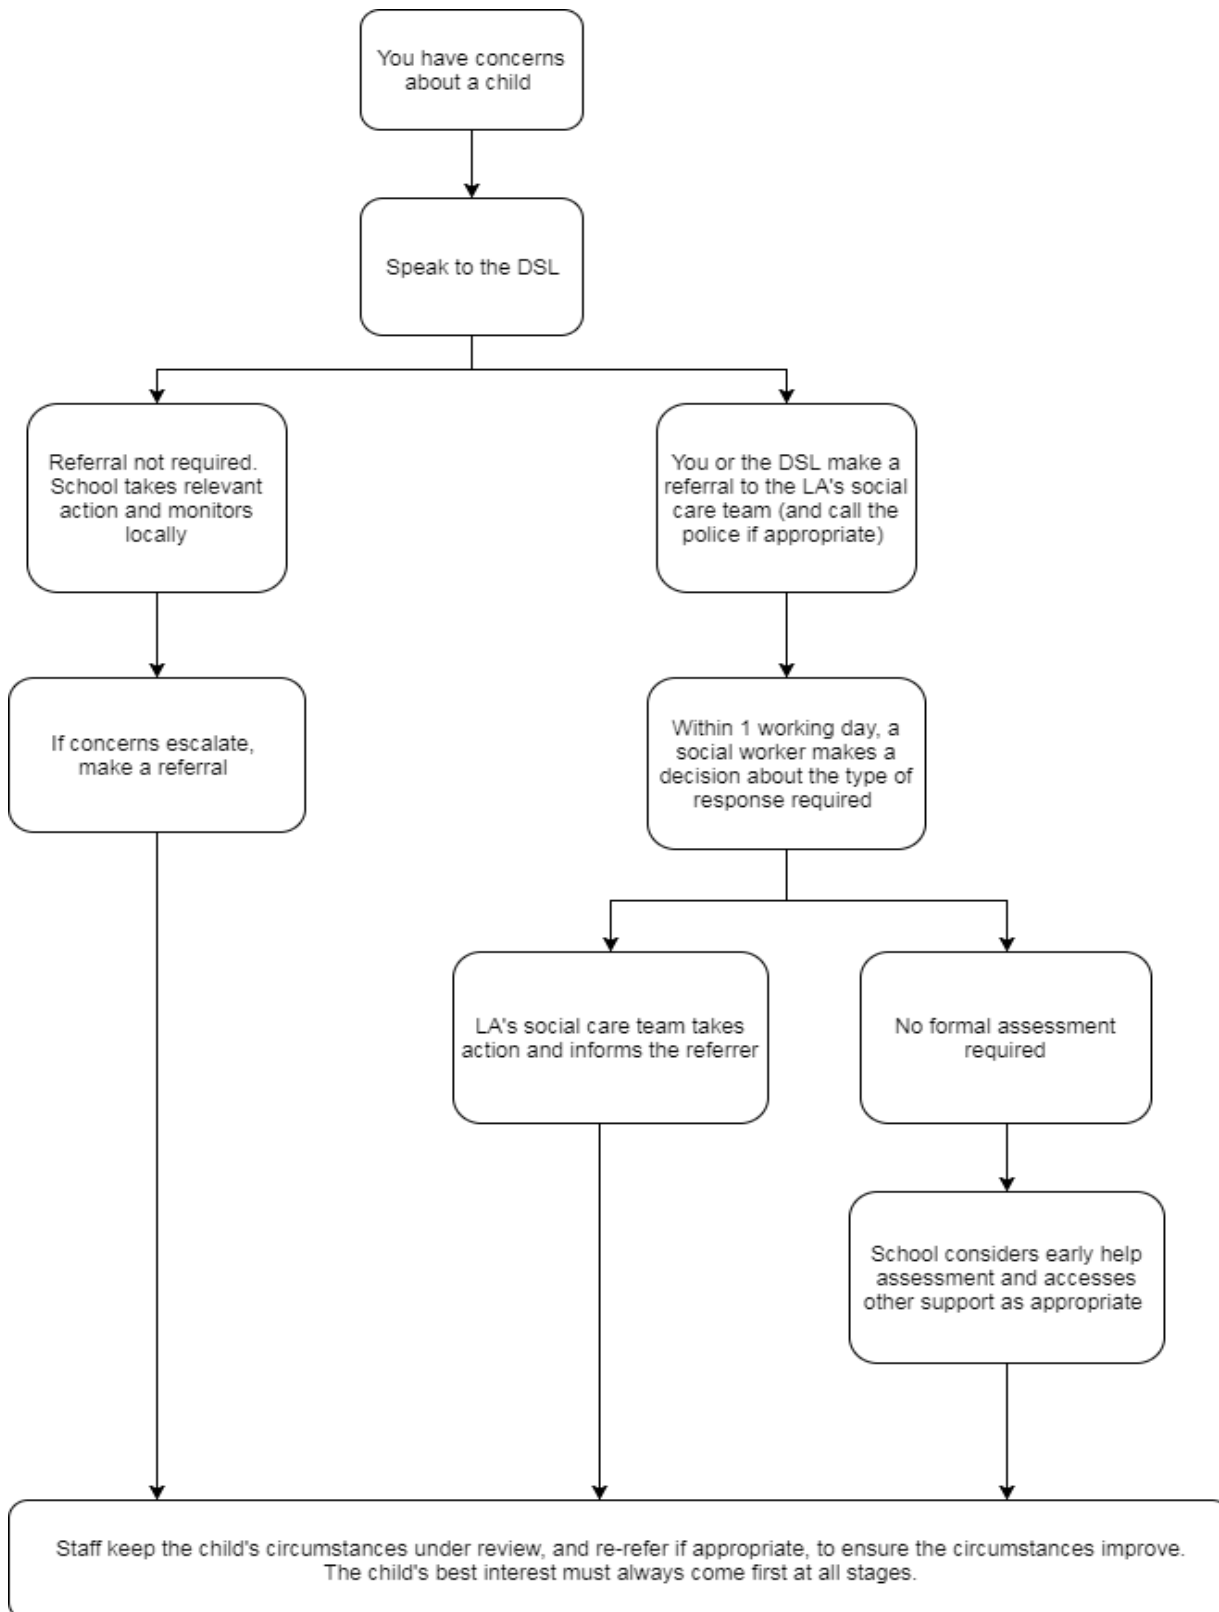 You have concerns
about a child
Speak to the DSL
Referral not required.
School takes relevant
action and monitors
locally
You or the DSL make a
referral to the LA's social
care team (and call the
police if appropriate)
If concerns escalate,
make a referral
Within 1 working day, a
social worker makes a
decision about the type of
response required
LA's social care team takes
action and informs the referrer
No formal assessment
required
School considers early help
assessment and accesses
other support as appropriate
Staff keep the child's circumstances under review, and re-refer if appropriate, to ensure the circumstances improve.
The child's best interest must always come first at all stages.